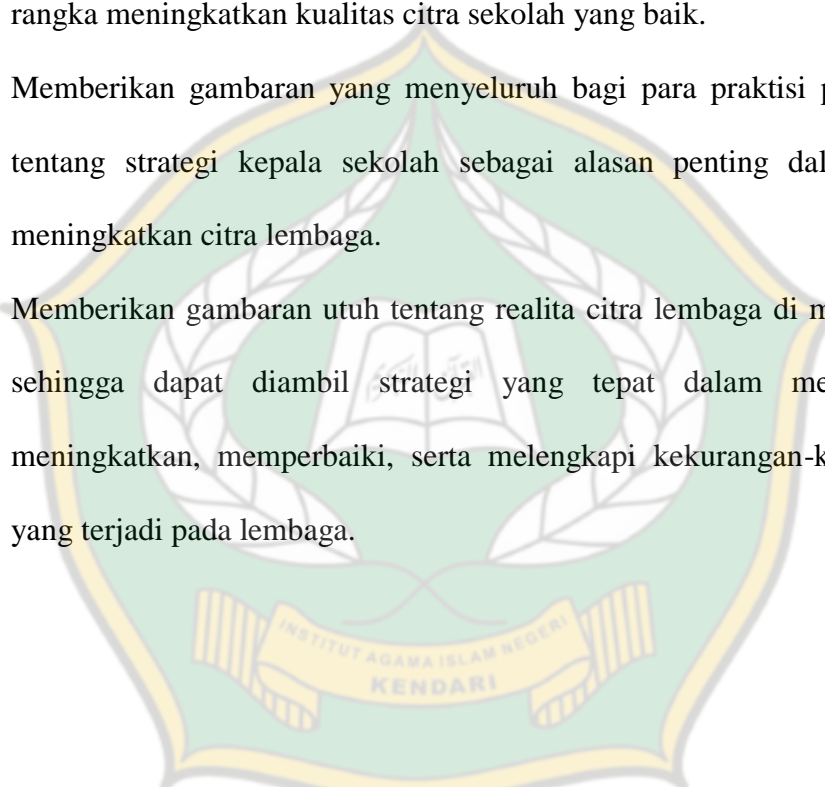 rangka meningkatkan kualitas citra sekolah yang baik.
Memberikan gambaran yang menyeluruh bagi para praktisi p
tentang strategi kepala sekolah sebagai alasan penting dal
meningkatkan citra lembaga.
Memberikan gambaran utuh tentang realita citra lembaga di m
sehingga dapat diambil strategi yang tepat dalam me
meningkatkan, memperbaiki, serta melengkapi kekurangan-k
yang terjadi pada lembaga.
INSTITUT AGAMA ISLAM NEGERI
KENDARI